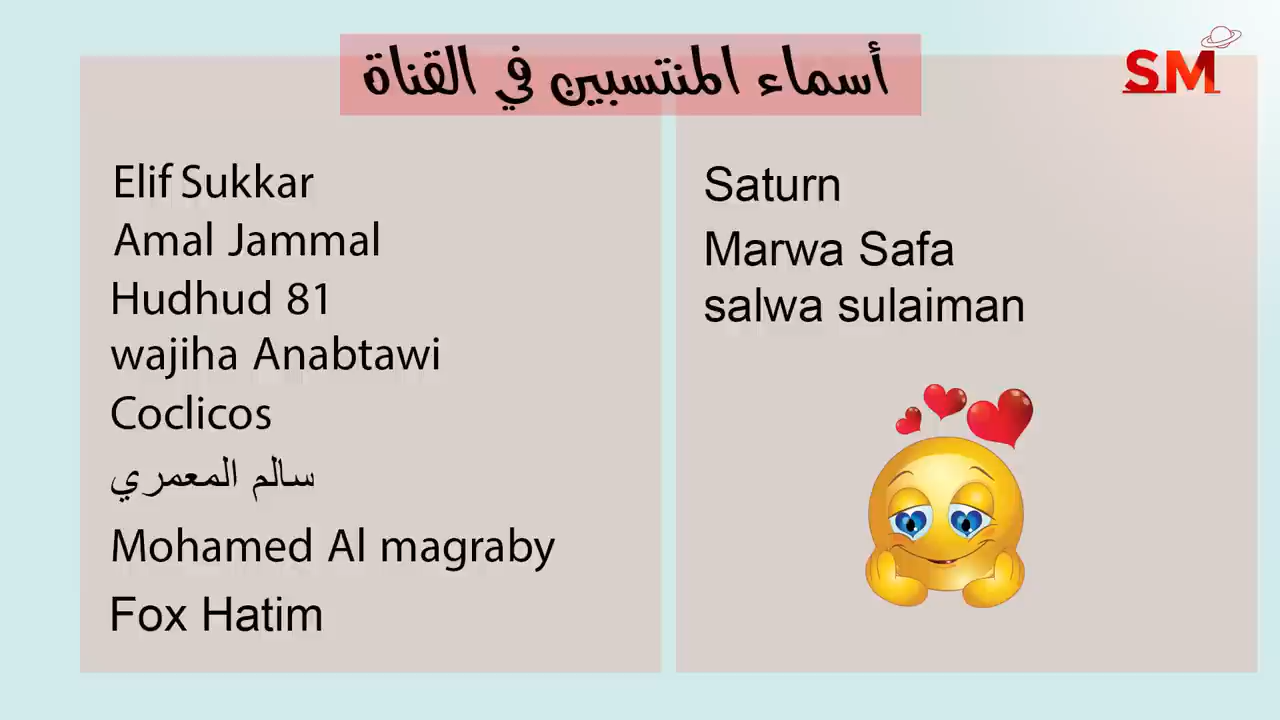 أسماء المنتسبين في القناة
SM
Elif Sukkar
Amal Jammal
Hudhud 81
wajiha Anabtawi
Coclicos
سالم المعمري
Mohamed Al magraby
Fox Hatim
Saturn
Marwa Safa
salwa sulaiman